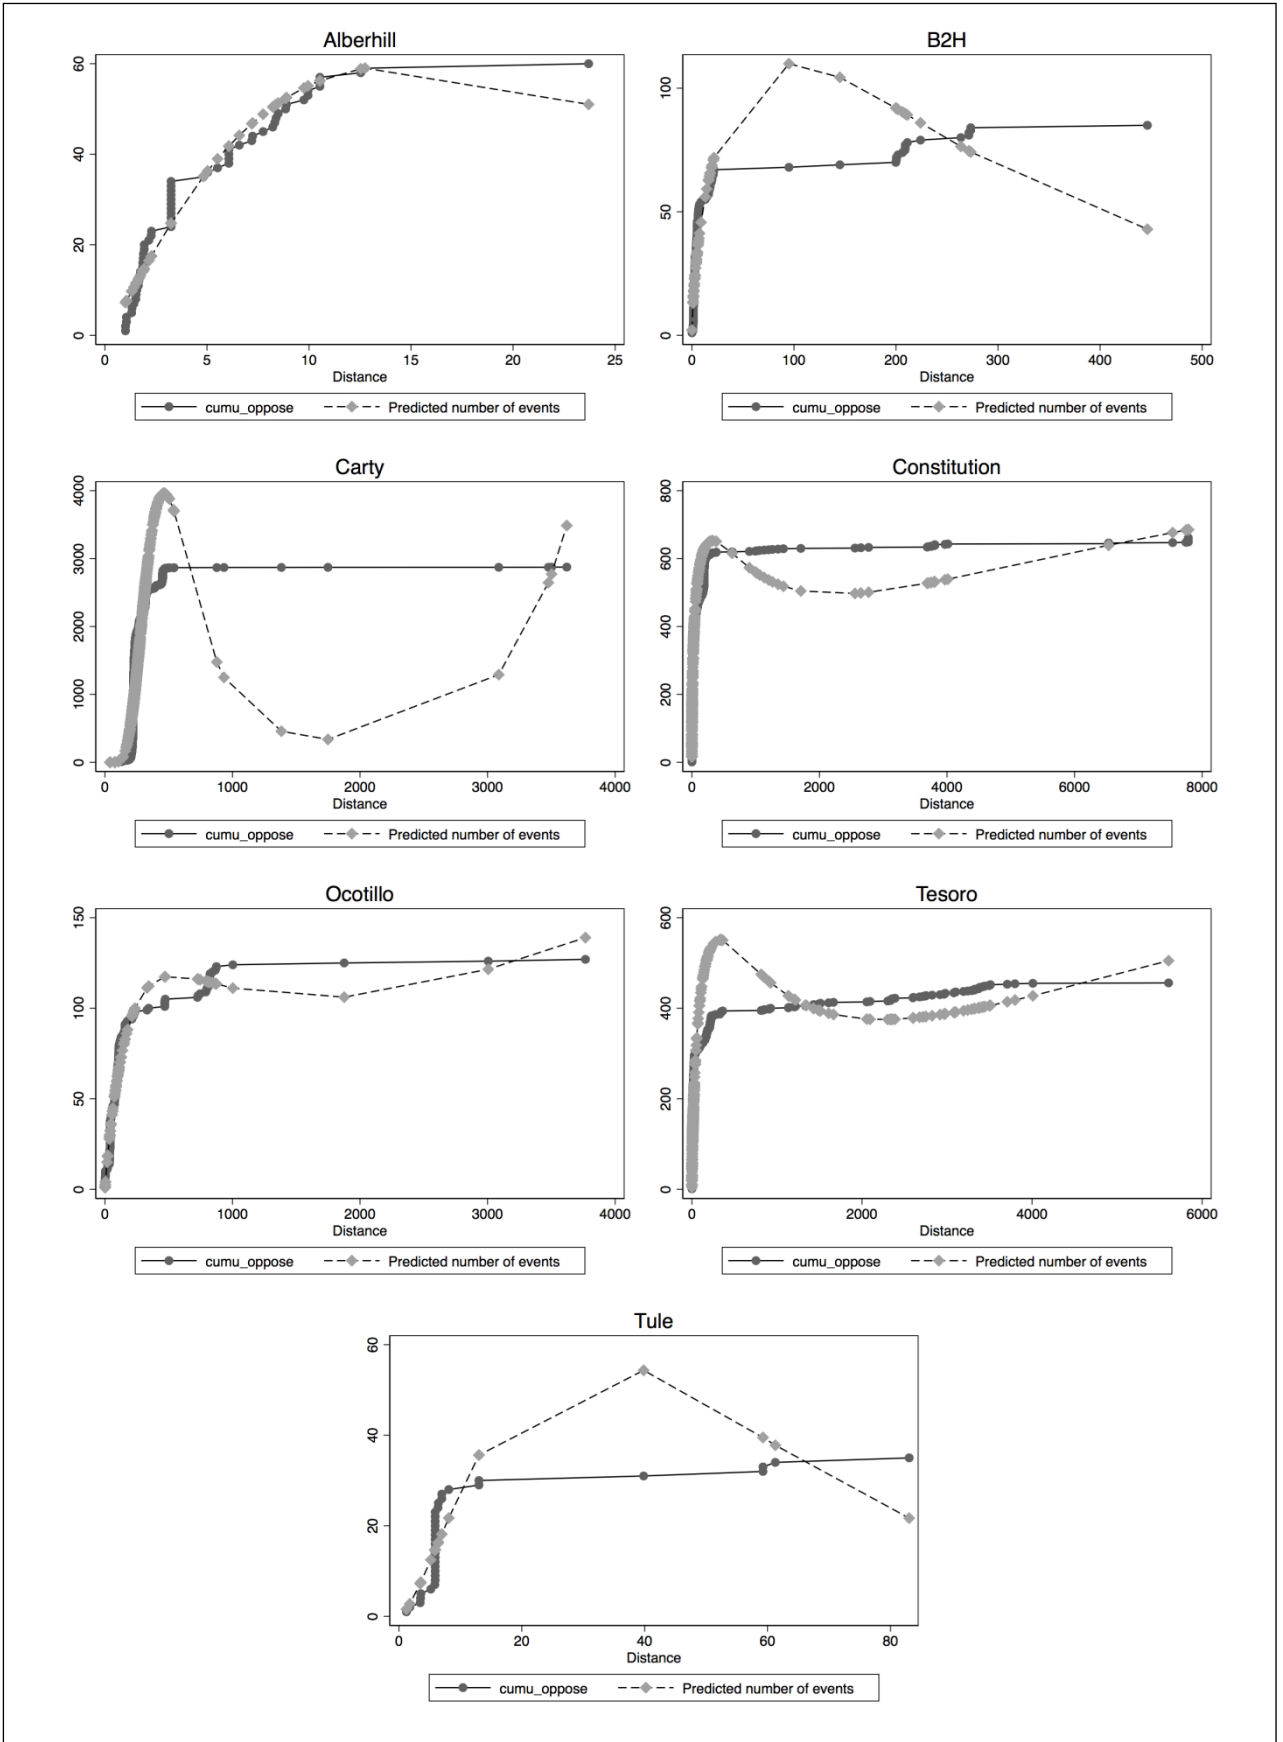 Alberhill
0
20
40
60
0 5 10 15 20 25
Distance
cumu_oppose Predicted number of events
B2H
0
50
100
0 100 200 300 400 500
Distance
cumu_oppose Predicted number of events
Carty
0
1000
2000
3000
4000
0 1000 2000 3000 4000
Distance
cumu_oppose Predicted number of events
Constitution
0
200
400
600
800
0 2000 4000 6000 8000
Distance
cumu_oppose Predicted number of events
Ocotillo
0
50
100
150
0 1000 2000 3000 4000
Distance
cumu_oppose Predicted number of events
Tesoro
0
200
400
600
0 2000 4000 6000
Distance
cumu_oppose Predicted number of events
Tule
0
20
40
60
0 20 40 60 80
Distance
cumu_oppose Predicted number of events